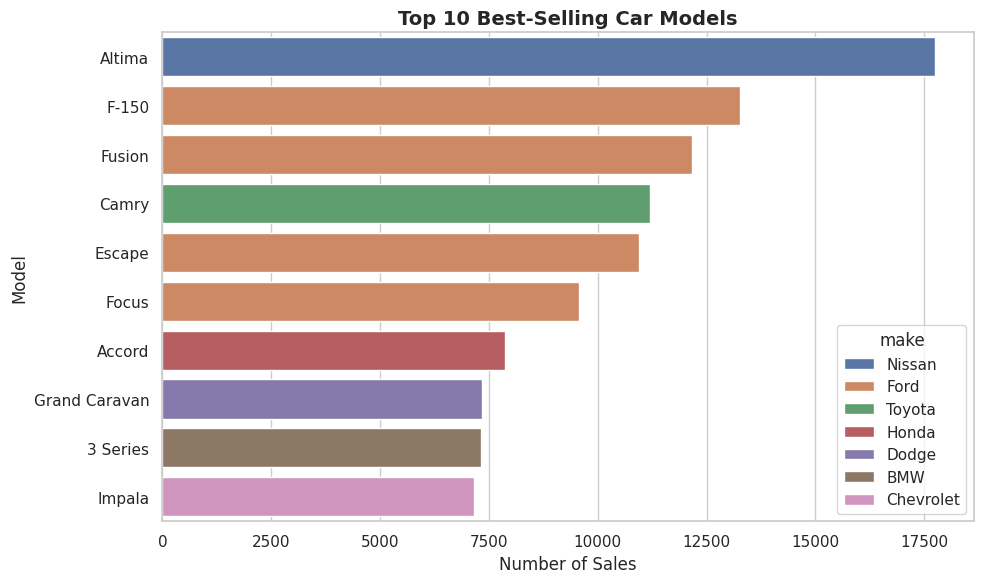 Top 10 Best-Selling Car Models
Model
Altima
F-150
Fusion
Camry
Escape
Focus
Accord
Grand Caravan
3 Series
Impala
make
Nissan
Ford
Toyota
Honda
Dodge
BMW
Chevrolet
0 2500 5000 7500 10000 12500 15000 17500
Number of Sales